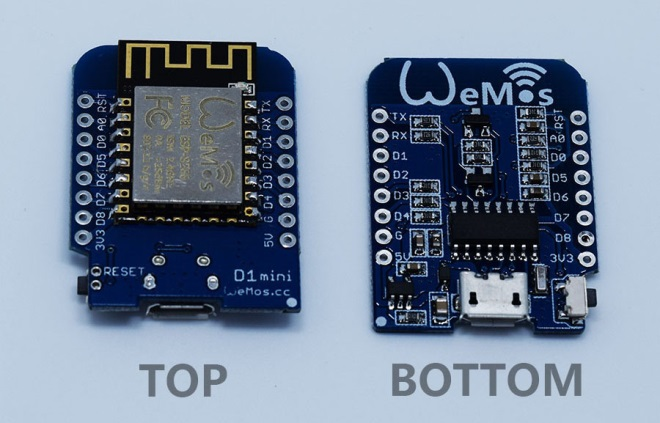 RST
A0
D0
D5
D6
D7
D8
3V3
TX
RX
D1
D2
D3
D4
G
5V
WeMos
FC
RESET
D1 mini
WeMos.cc
WeMos
TX
RX
D1
D2
D3
D4
G
5V
RST
A0
D0
D5
D6
D7
D8
3V3
TOP
BOTTOM